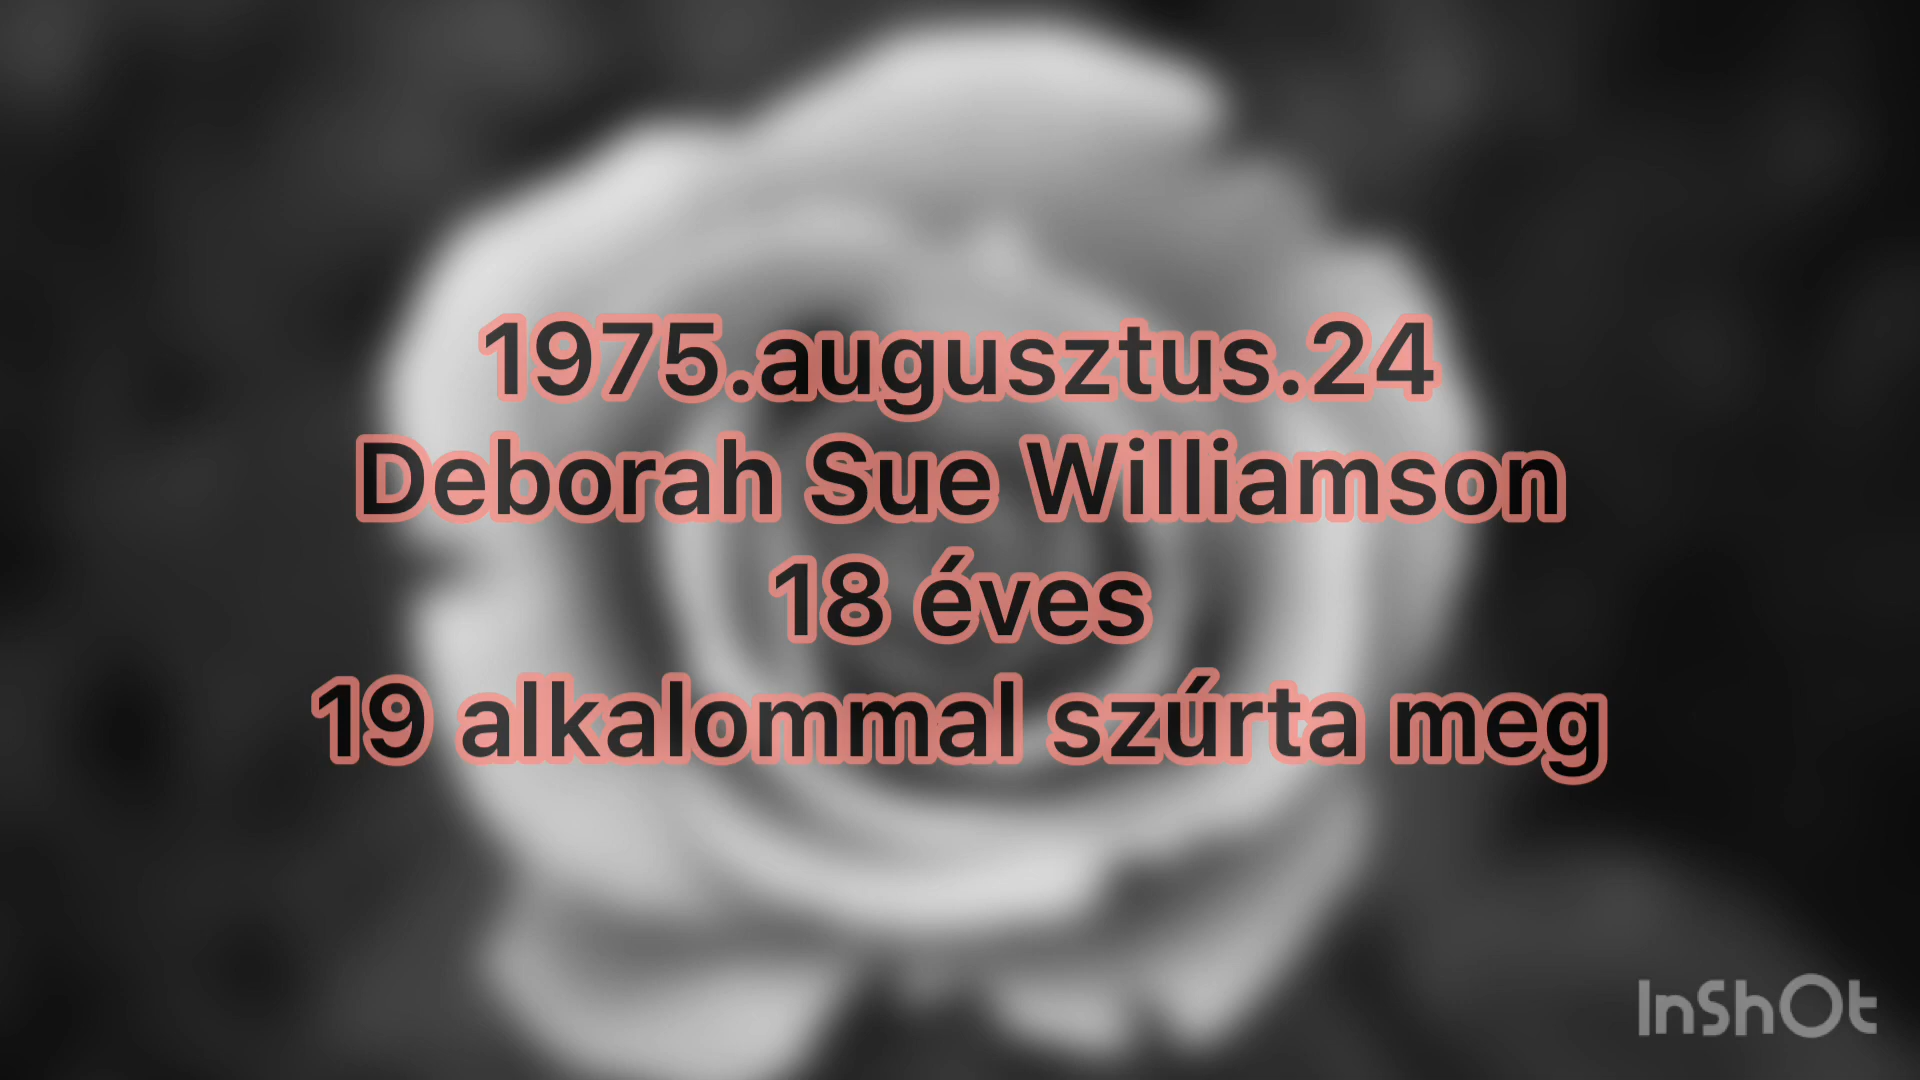 1975.augusztus.24
Deborah Sue Williamson
18 éves
19 alkalommal szúrta meg
InShOt